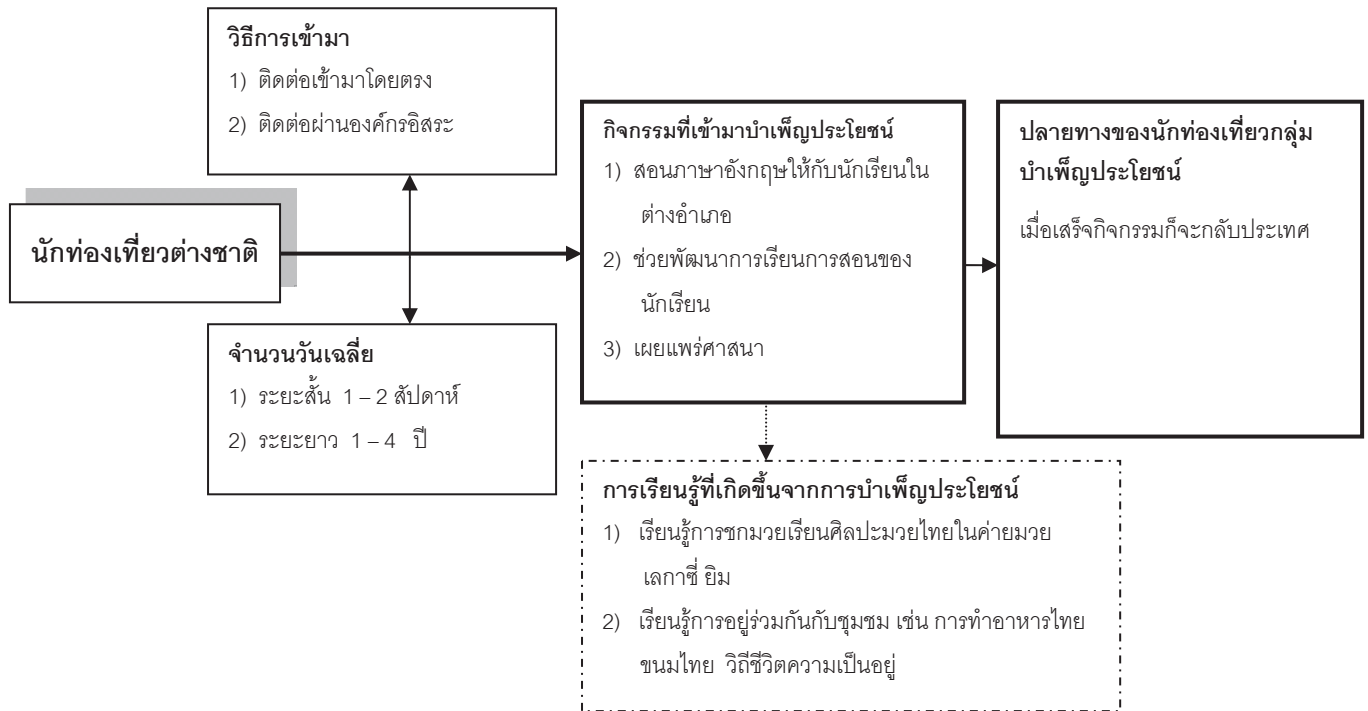 วิธีการเข้ามา
1) ติดต่อเข้ามาโดยตรง
2) ติดต่อผ่านองค์กรอิสระ
นักท่องเที่ยวต่างชาติ
จำนวนวันเฉลี่ย
1) ระยะสั้น 1 – 2 สัปดาห์
2) ระยะยาว 1 – 4 ปี
กิจกรรมที่เข้ามาบำเพ็ญประโยชน์
1) สอนภาษาอังกฤษให้กับนักเรียนใน
ต่างอำเภอ
2) ช่วยพัฒนาการเรียนการสอนของ
นักเรียน
3) เผยแพร่ศาสนา
ปลายทางของนักท่องเที่ยวกลุ่ม
บำเพ็ญประโยชน์
เมื่อเสร็จกิจกรรมก็จะกลับประเทศ
การเรียนรู้ที่เกิดขึ้นจากการบำเพ็ญประโยชน์
1) เรียนรู้การชกมวยเรียนศิลปะมวยไทยในค่ายมวย
เลกาซี่ ยิม
2) เรียนรู้การอยู่ร่วมกันกับชุมชม เช่น การทำอาหารไทย
ขนมไทย วิถีชีวิตความเป็นอยู่